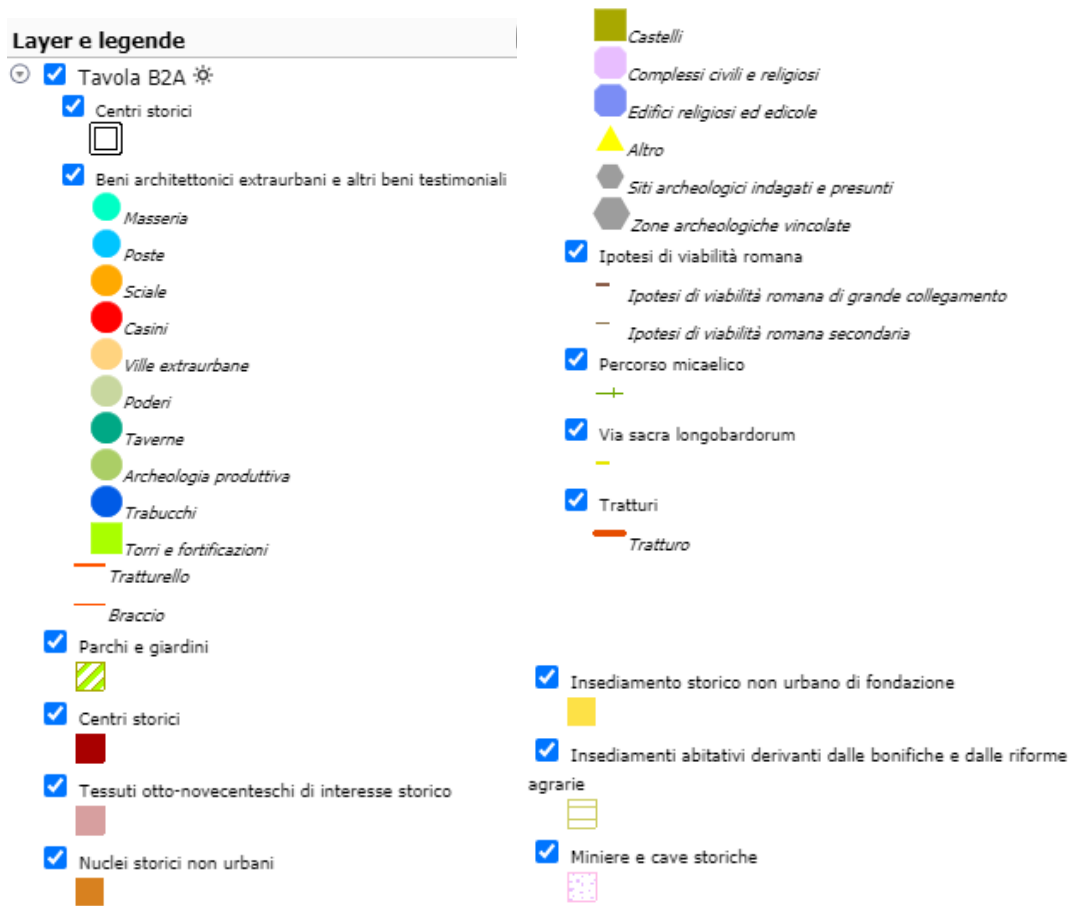 Layer e legende
Tavola B2A
Centri storici
Beni architettonici extraurbani e altri beni testimoniali
Masseria
Poste
Sciale
Casini
Ville extraurbane
Poderi
Taverne
Archeologia produttiva
Trabucchi
Torri e fortificazioni
Tratturello
Braccio
Parchi e giardini
Centri storici
Tessuti otto-novecenteschi di interesse storico
Nuclei storici non urbani
Castelli
Complessi civili e religiosi
Edifici religiosi ed edicole
Altro
Siti archeologici indagati e presunti
Zone archeologiche vincolate
Ipotesi di viabilità romana
Ipotesi di viabilità romana di grande collegamento
Ipotesi di viabilità romana secondaria
Percorso micaelico
Via sacra longobardorum
Tratturi
Tratturo
Insediamento storico non urbano di fondazione
Insediamenti abitativi derivanti dalle bonifiche e dalle riforme
agrarie
Miniere e cave storiche